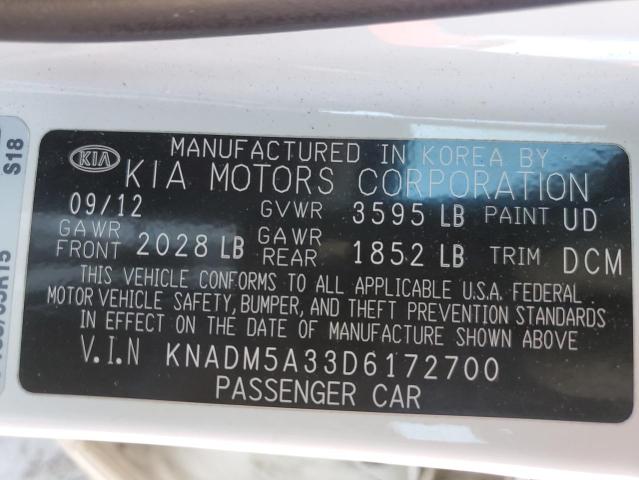 KIA
MANUFACTURED IN KOREA BY
KIA MOTORS CORPORATION
09/12 GVWR 3595 LB PAINT UD
GAWR FRONT 2028 LB GAWR REAR 1852 LB TRIM DCM
THIS VEHICLE CONFORMS TO ALL APPLICABLE U.S.A. FEDERAL
MOTOR VEHICLE SAFETY, BUMPER, AND THEFT PREVENTION STANDARDS
IN EFFECT ON THE DATE OF MANUFACTURE SHOWN ABOVE
V.I.N KNADM5A33D6172700
PASSENGER CAR
S18